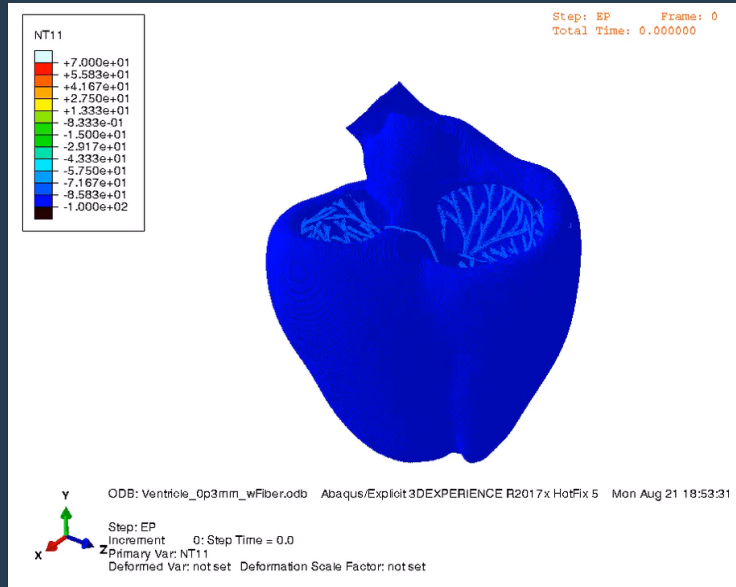 Step: EP Frame: 0
Total Time: 0.000000
NT11
+7.000e+01
+5.583e+01
+4.167e+01
+2.750e+01
+1.333e+01
-8.333e-01
-1.500e+01
-2.917e+01
-4.333e+01
-5.750e+01
-7.167e+01
-8.583e+01
-1.000e+02
ODB: Ventricle_0p3mm_wFiber.odb Abaqus/Explicit 3DEXPERIENCE R2017x HotFix 5 Mon Aug 21 18:53:31
Y
X
Z
Step: EP
Increment 0: Step Time = 0.0
Primary Var: NT11
Deformed Var: not set Deformation Scale Factor: not set